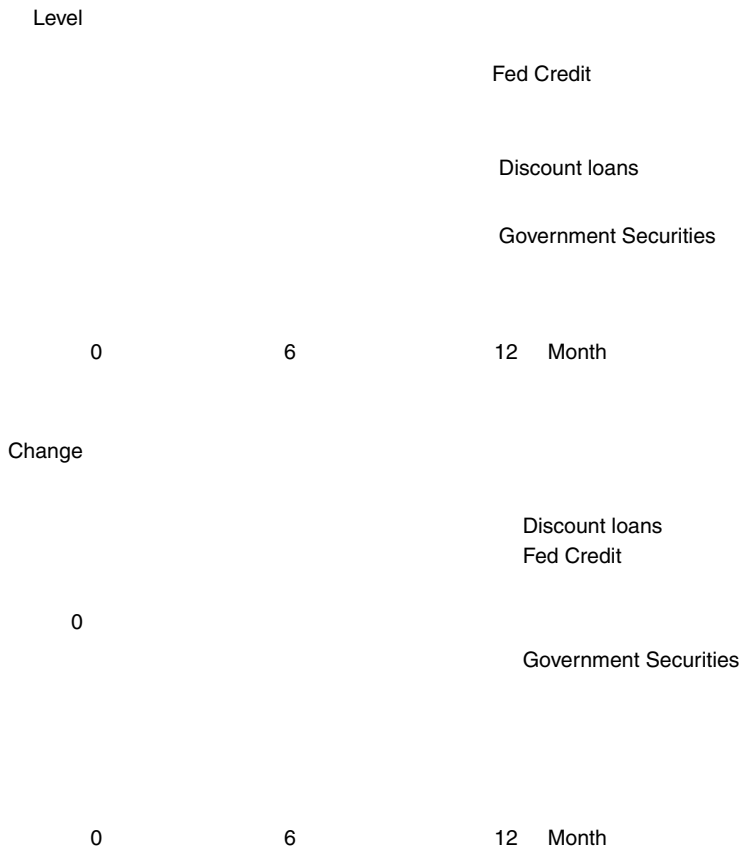 Level
Fed Credit
Discount loans
Government Securities
0 6 12 Month
Change
Discount loans
Fed Credit
0
Government Securities
0 6 12 Month